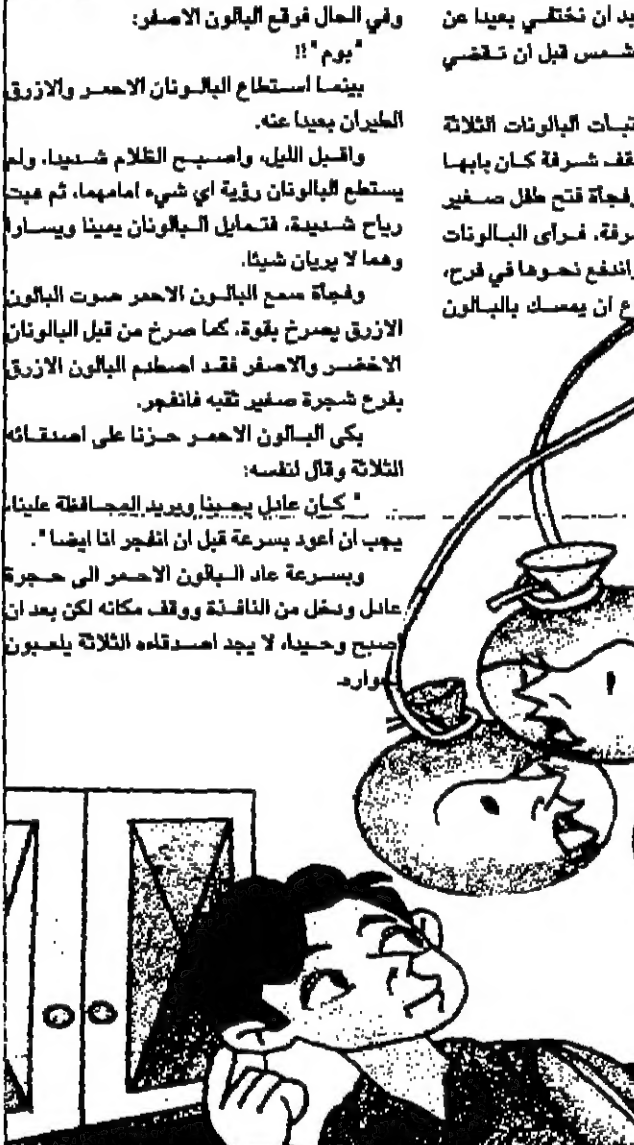 يد ان نختفي بعيدا عن
شمس قبل ان تقضي
تبات البالونات الثلاثة
قف شرفة كان بابها
وفجأة فتح طفل صغير
رفة. فرأى البالونات
واندفع نحوها في فرح،
ع ان يمسك بالبالون
وفي الحال فرقع البالون الاصفر:
"بوم"!!
بينما استطاع البالونان الاحمر والازرق
الطيران بعيدا عنه.
واقبل الليل، واصبح الظلام شديدا، ولم
يستطع البالونان رؤية اي شيء امامهما، ثم هبت
رياح شديدة، فتمايل البالونان يمينا ويسارا
وهما لا يريان شيئا.
وفجأة سمع البالون الاحمر صوت البالون
الازرق يصرخ بقوة، كما صرخ من قبل البالونان
الاخضر والاصفر فقد اصطدم البالون الازرق
بفرع شجرة صغير ثقبه فانفجر.
بكى البالون الاحمر حزنا على اصدقائه
الثلاثة وقال لنفسه:
" كان عادل يحبنا ويريد المحافظة علينا،
يجب ان اعود بسرعة قبل ان انفجر انا ايضا".
وبسرعة عاد البالون الاحمر الى حجرة
عادل ودخل من النافذة ووقف مكانه لكن بعد ان
اصبح وحيدا، لا يجد اصدقاءه الثلاثة يلعبون
بجواره.